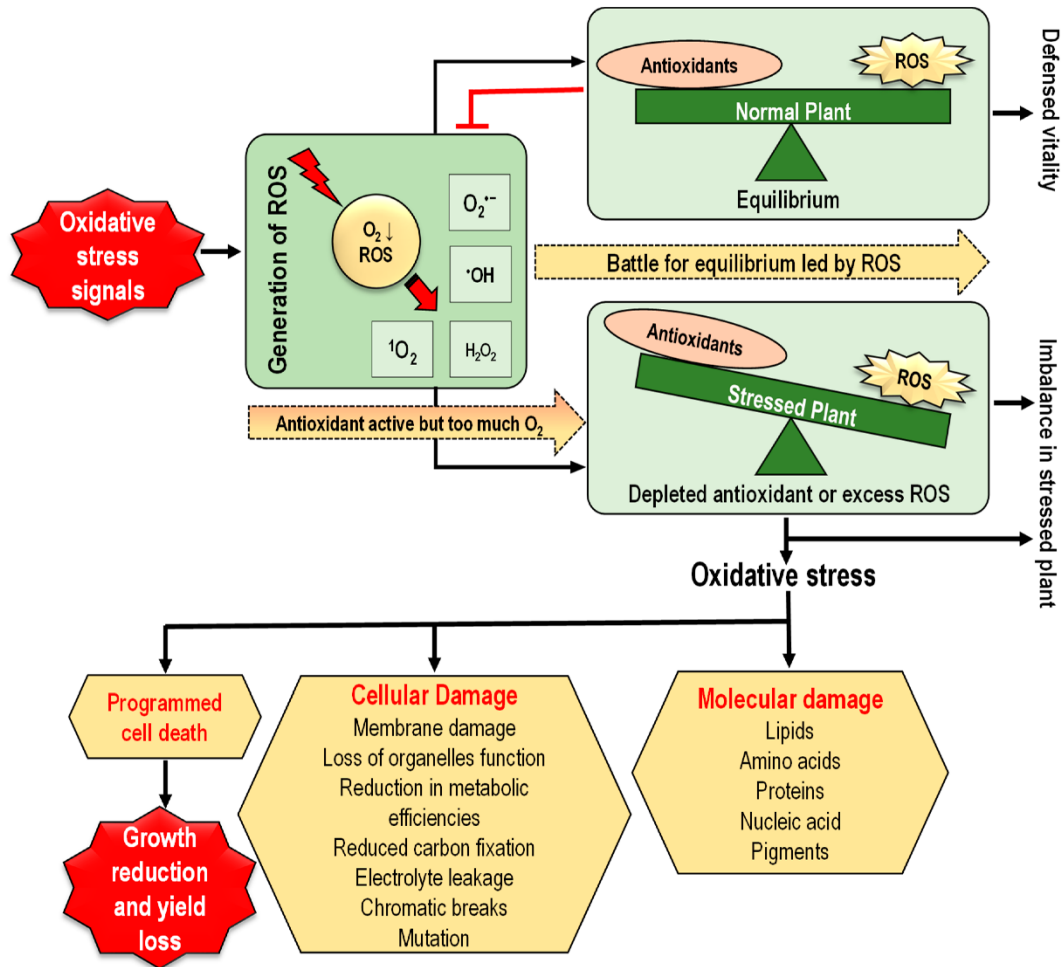 Oxidative
stress
signals
Generation of ROS
O₂ ↓
ROS
O₂•−
•OH
¹O₂
H₂O₂
Antioxidants
ROS
Normal Plant
Equilibrium
Defensed vitality
Battle for equilibrium led by ROS
Antioxidant active but too much O₂
Antioxidants
ROS
Stressed Plant
Depleted antioxidant or excess ROS
Imbalance in stressed plant
Oxidative stress
Programmed
cell death
Growth
reduction
and yield
loss
Cellular Damage
Membrane damage
Loss of organelles function
Reduction in metabolic
efficiencies
Reduced carbon fixation
Electrolyte leakage
Chromatic breaks
Mutation
Molecular damage
Lipids
Amino acids
Proteins
Nucleic acid
Pigments